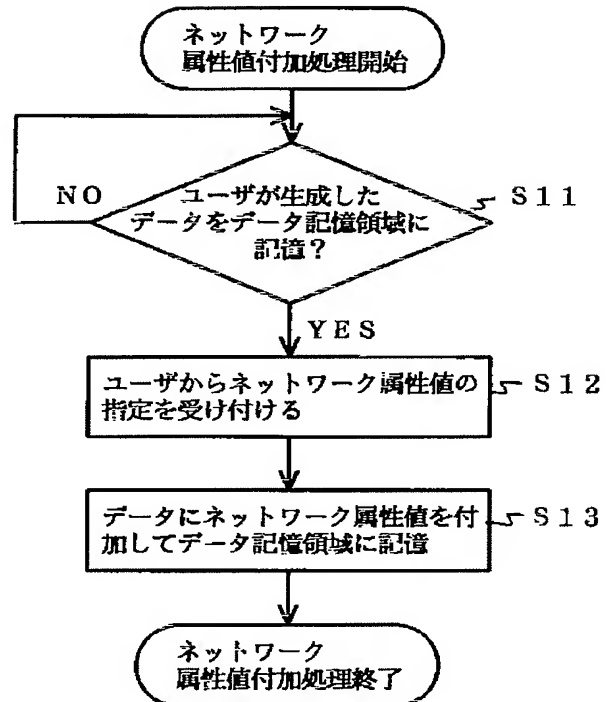 ネットワーク
属性値付加処理開始
NO
ユーザが生成した
データをデータ記憶領域に
記憶？
S11
YES
ユーザからネットワーク属性値の
指定を受け付ける
S12
データにネットワーク属性値を付
加してデータ記憶領域に記憶
S13
ネットワーク
属性値付加処理終了